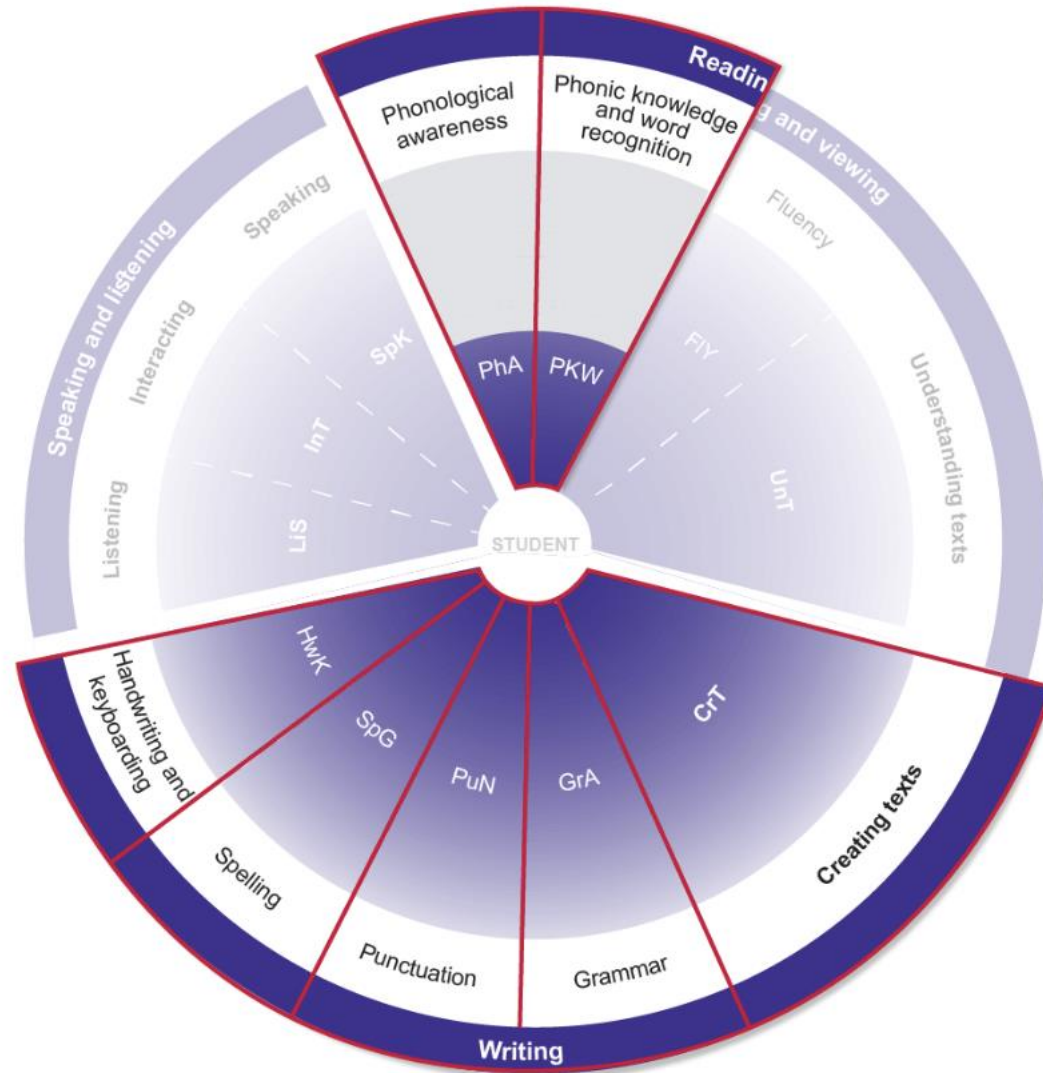 Reading and viewing
Phonological
awareness
Phonic knowledge
and word
recognition
Fluency
Understanding texts
PhA
PKW
FlY
UnT
Speaking and listening
Speaking
Interacting
Listening
SpK
InT
LiS
STUDENT
HwK
SpG
PuN
GrA
CrT
Handwriting and
keyboarding
Spelling
Punctuation
Grammar
Creating texts
Writing